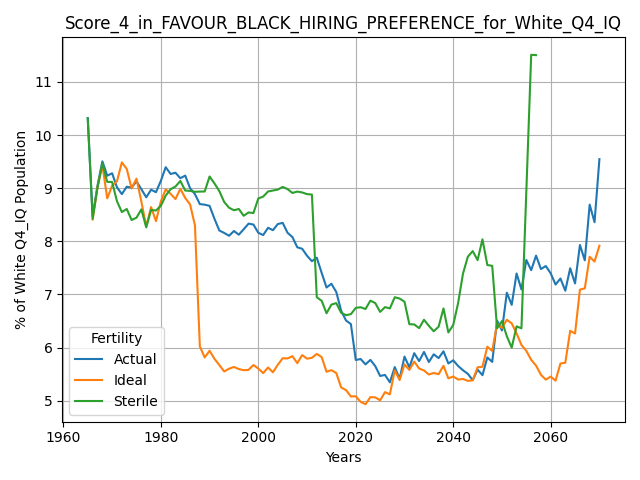 Score_4_in_FAVOUR_BLACK_HIRING_PREFERENCE_for_White_Q4_IQ
% of White Q4_IQ Population
11
10
9
8
7
6
5
Fertility
Actual
Ideal
Sterile
1960
1980
2000
2020
2040
2060
Years